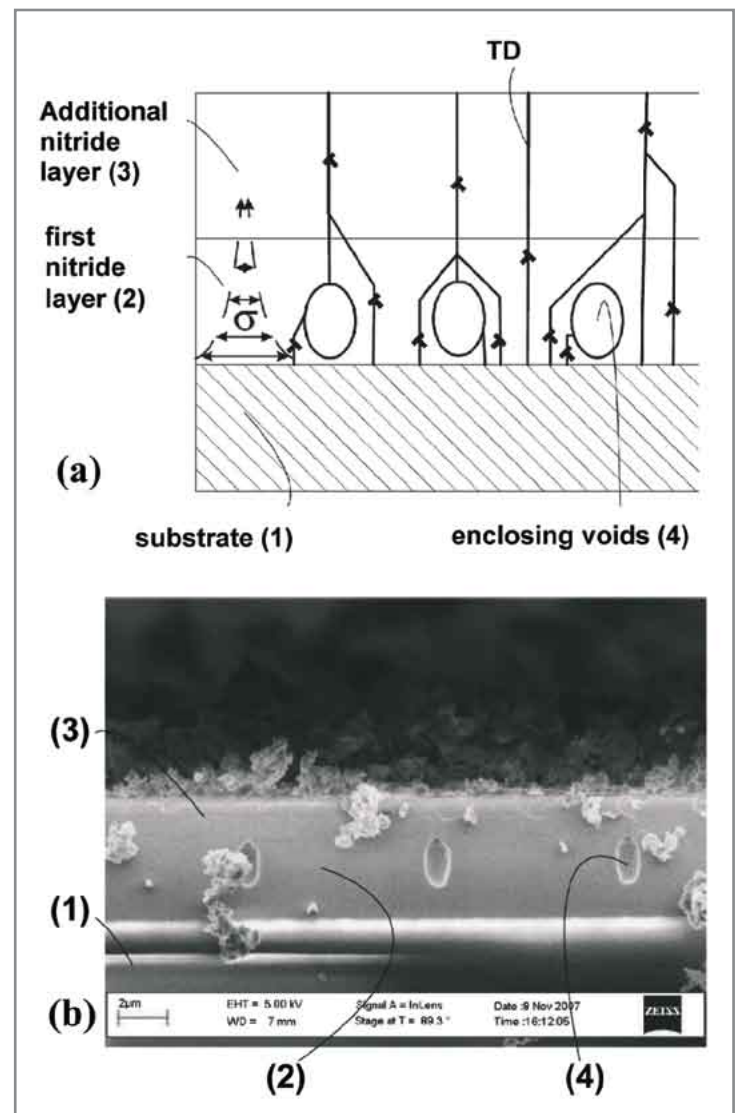 TD
Additional
nitride
layer (3)
first
nitride
layer (2)
σ
(a)
substrate (1)
enclosing voids (4)
(3)
(1)
2µm
EHT = 5.00 kV
WD = 7 mm
Signal A = InLens
Stage at T = 89.3 °
Date :9 Nov 2007
Time :16:12:05
ZEISS
(b)
(2)
(4)